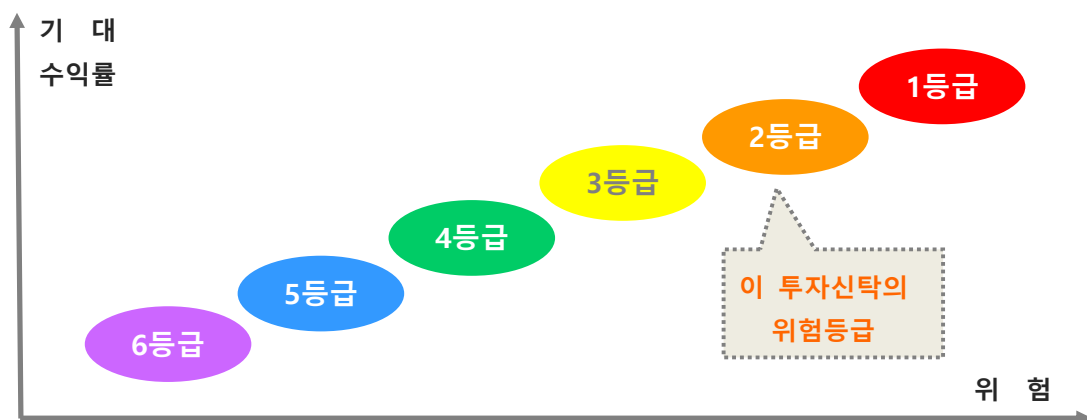 기 대
수익률
1등급
2등급
3등급
4등급
5등급
6등급
이 투자신탁의
위험등급
위 험